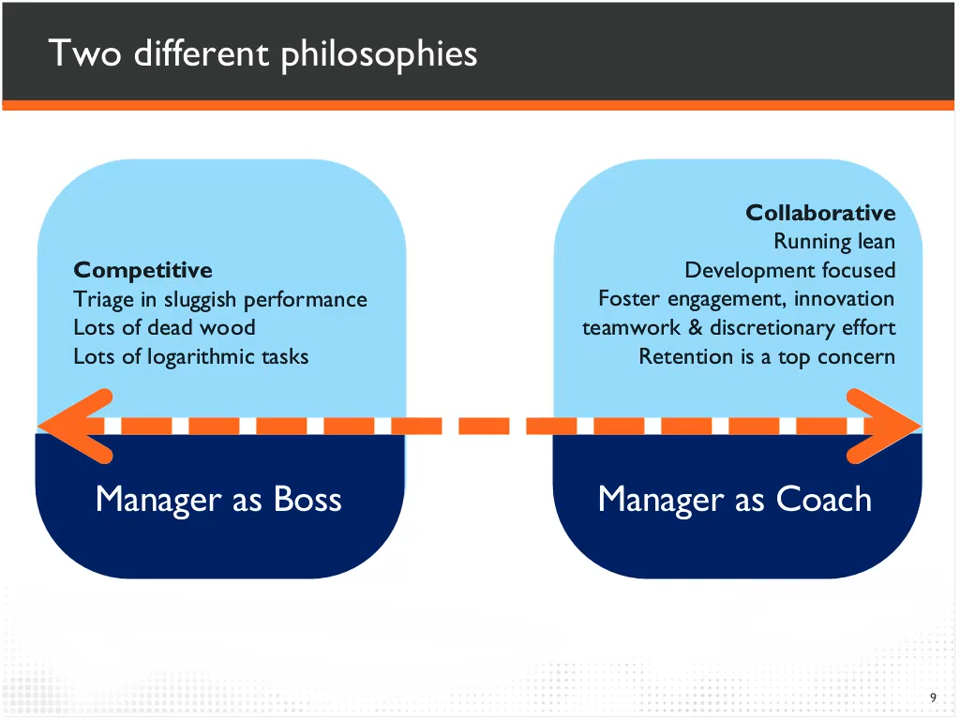 Two different philosophies
Competitive
Triage in sluggish performance
Lots of dead wood
Lots of logarithmic tasks
Manager as Boss
Collaborative
Running lean
Development focused
Foster engagement, innovation
teamwork & discretionary effort
Retention is a top concern
Manager as Coach
9